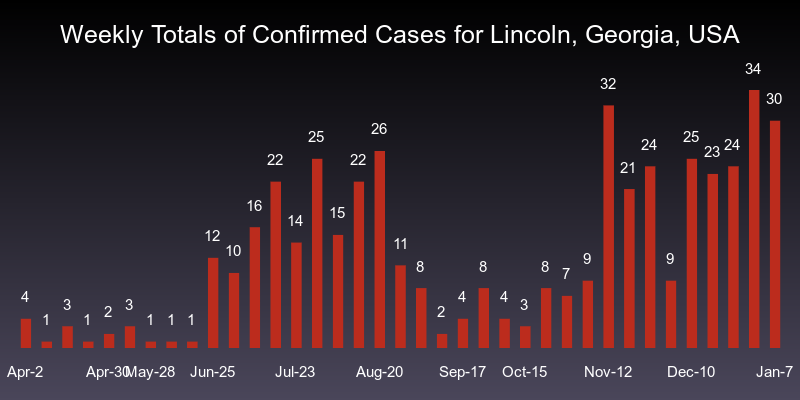 Weekly Totals of Confirmed Cases for Lincoln, Georgia, USA
4 1 3 1 2 3 1 1 1 12 10 16 22 14 25 15 22 26 11 8 2 4 8 4 3 8 7 9 32 21 24 9 25 23 24 34 30
Apr-2 Apr-30 May-28 Jun-25 Jul-23 Aug-20 Sep-17 Oct-15 Nov-12 Dec-10 Jan-7